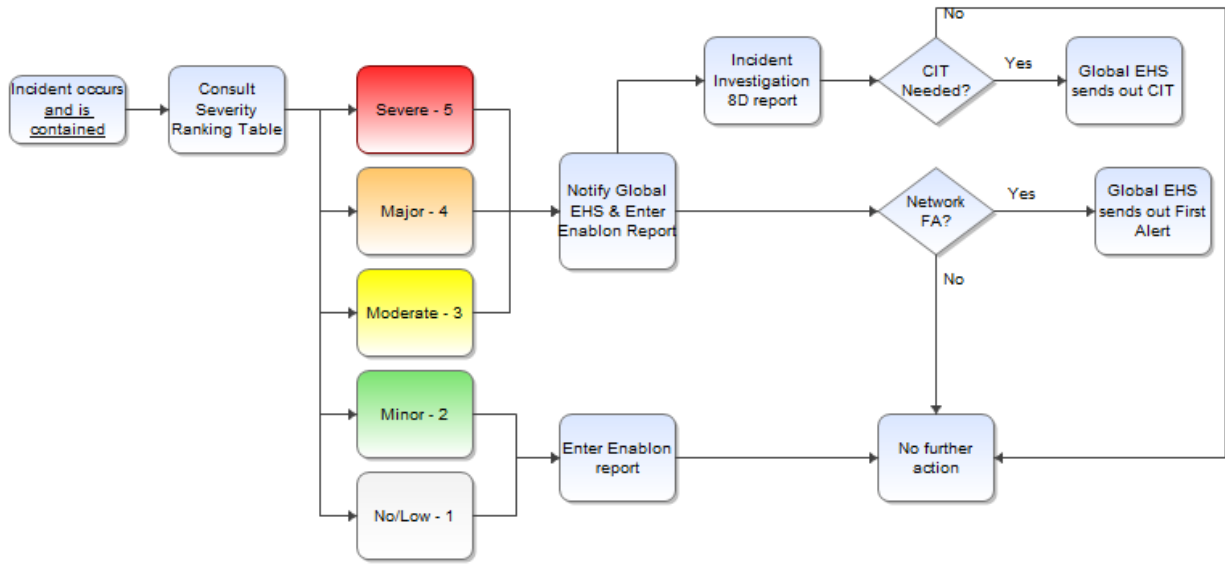 Incident occurs
and is
contained
Consult
Severity
Ranking Table
Severe - 5
Major - 4
Moderate - 3
Minor - 2
No/Low - 1
Notify Global
EHS & Enter
Enablon Report
Enter Enablon
report
Incident
Investigation
8D report
CIT
Needed?
No
Yes
Global EHS
sends out CIT
Network
FA?
Yes
Global EHS
sends out First
Alert
No
No further
action